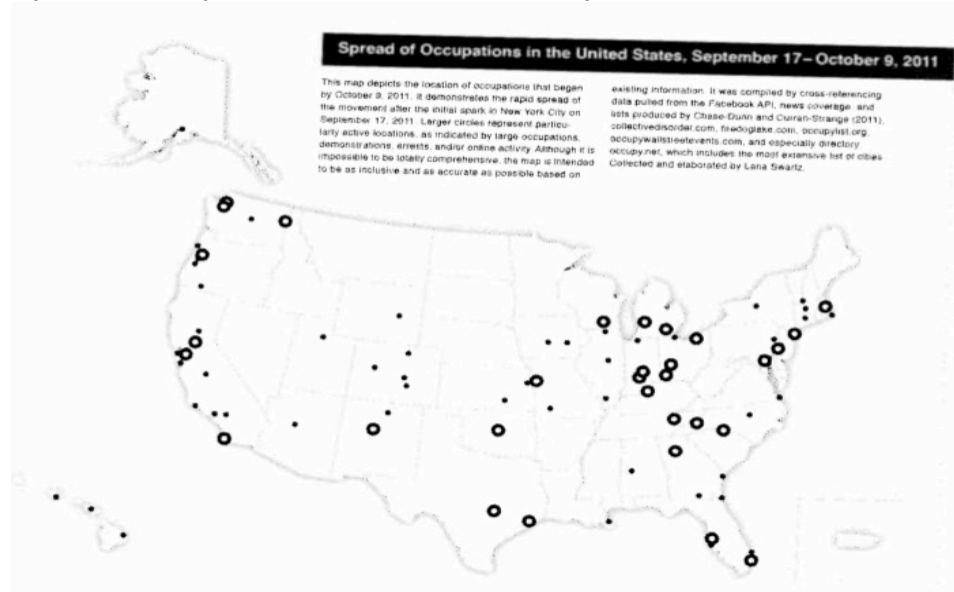 Spread of Occupations in the United States, September 17–October 9, 2011
This map depicts the location of occupations that began
by October 9, 2011. It demonstrates the rapid spread of
the movement after the initial spark in New York City on
September 17, 2011. Larger circles represent particu-
larly active locations, as indicated by large occupations,
demonstrations, arrests, and/or online activity. Although it is
impossible to be totally comprehensive, the map is intended
to be as inclusive and as accurate as possible based on
existing information. It was compiled by cross-referencing
data pulled from the Facebook API, news coverage, and
lists produced by Chase-Dunn and Curran-Strange (2011),
collectivedisorder.com, firedoglake.com, occupylist.org,
occupywallstreetevents.com, and especially directory
occupy.net, which includes the most extensive list of cities
Collected and elaborated by Lana Swartz.